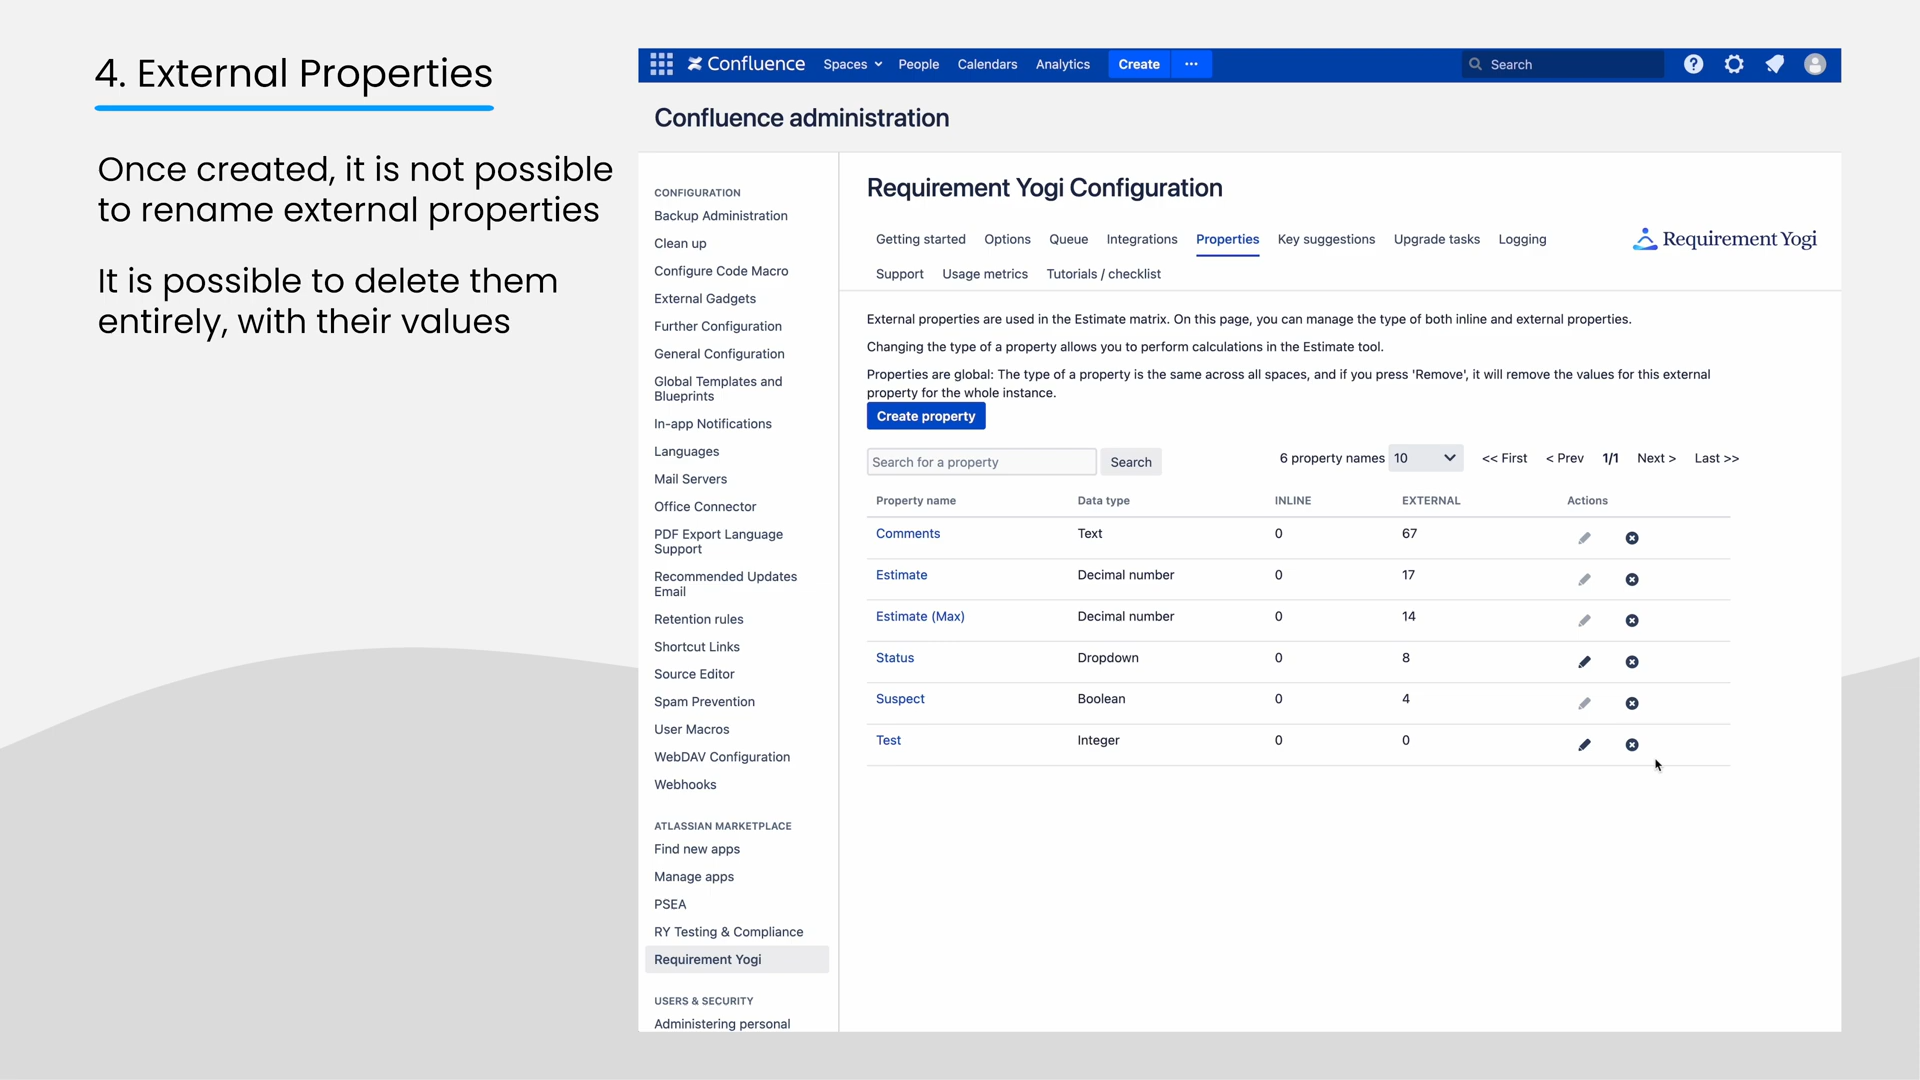 4. External Properties
Once created, it is not possible
to rename external properties
It is possible to delete them
entirely, with their values
Confluence Spaces People Calendars Analytics Create Search
Confluence administration
CONFIGURATION
Backup Administration
Clean up
Configure Code Macro
External Gadgets
Further Configuration
General Configuration
Global Templates and
Blueprints
In-app Notifications
Languages
Mail Servers
Office Connector
PDF Export Language
Support
Recommended Updates
Email
Retention rules
Shortcut Links
Source Editor
Spam Prevention
User Macros
WebDAV Configuration
Webhooks
ATLASSIAN MARKETPLACE
Find new apps
Manage apps
PSEA
RY Testing & Compliance
Requirement Yogi
USERS & SECURITY
Administering personal
Requirement Yogi Configuration
Getting started Options Queue Integrations Properties Key suggestions Upgrade tasks Logging
Requirement Yogi
Support Usage metrics Tutorials / checklist
External properties are used in the Estimate matrix. On this page, you can manage the type of both inline and external properties.
Changing the type of a property allows you to perform calculations in the Estimate tool.
Properties are global: The type of a property is the same across all spaces, and if you press 'Remove', it will remove the values for this external
property for the whole instance.
Create property
Search for a property Search 6 property names 10 << First < Prev 1/1 Next > Last >>
Property name Data type INLINE EXTERNAL Actions
Comments Text 0 67
Estimate Decimal number 0 17
Estimate (Max) Decimal number 0 14
Status Dropdown 0 8
Suspect Boolean 0 4
Test Integer 0 0